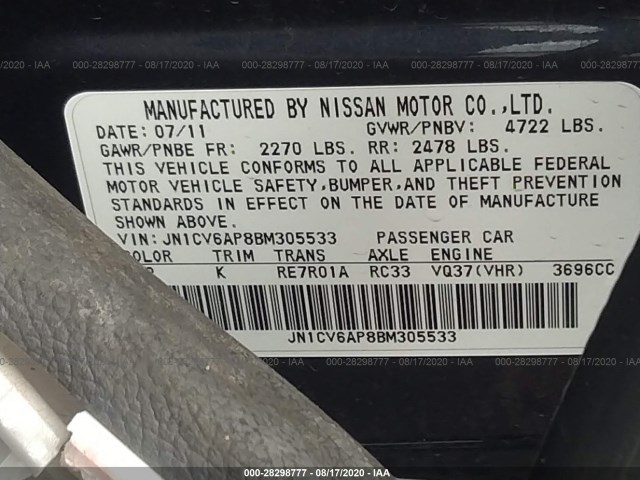 000-28298777 - 08/17/2020 - IAA
MANUFACTURED BY NISSAN MOTOR CO.,LTD.
DATE: 07/11 GVWR/PNBV: 4722 LBS.
GAWR/PNBE FR: 2270 LBS. RR: 2478 LBS.
THIS VEHICLE CONFORMS TO ALL APPLICABLE FEDERAL
MOTOR VEHICLE SAFETY,BUMPER,AND THEFT PREVENTION
STANDARDS IN EFFECT ON THE DATE OF MANUFACTURE
SHOWN ABOVE.
VIN: JN1CV6AP8BM305533 PASSENGER CAR
TRIM TRANS AXLE ENGINE
K RE7R01A RC33 VQ37(VHR) 3696CC
JN1CV6AP8BM305533
000-28298777 - 08/17/2020 - IAA